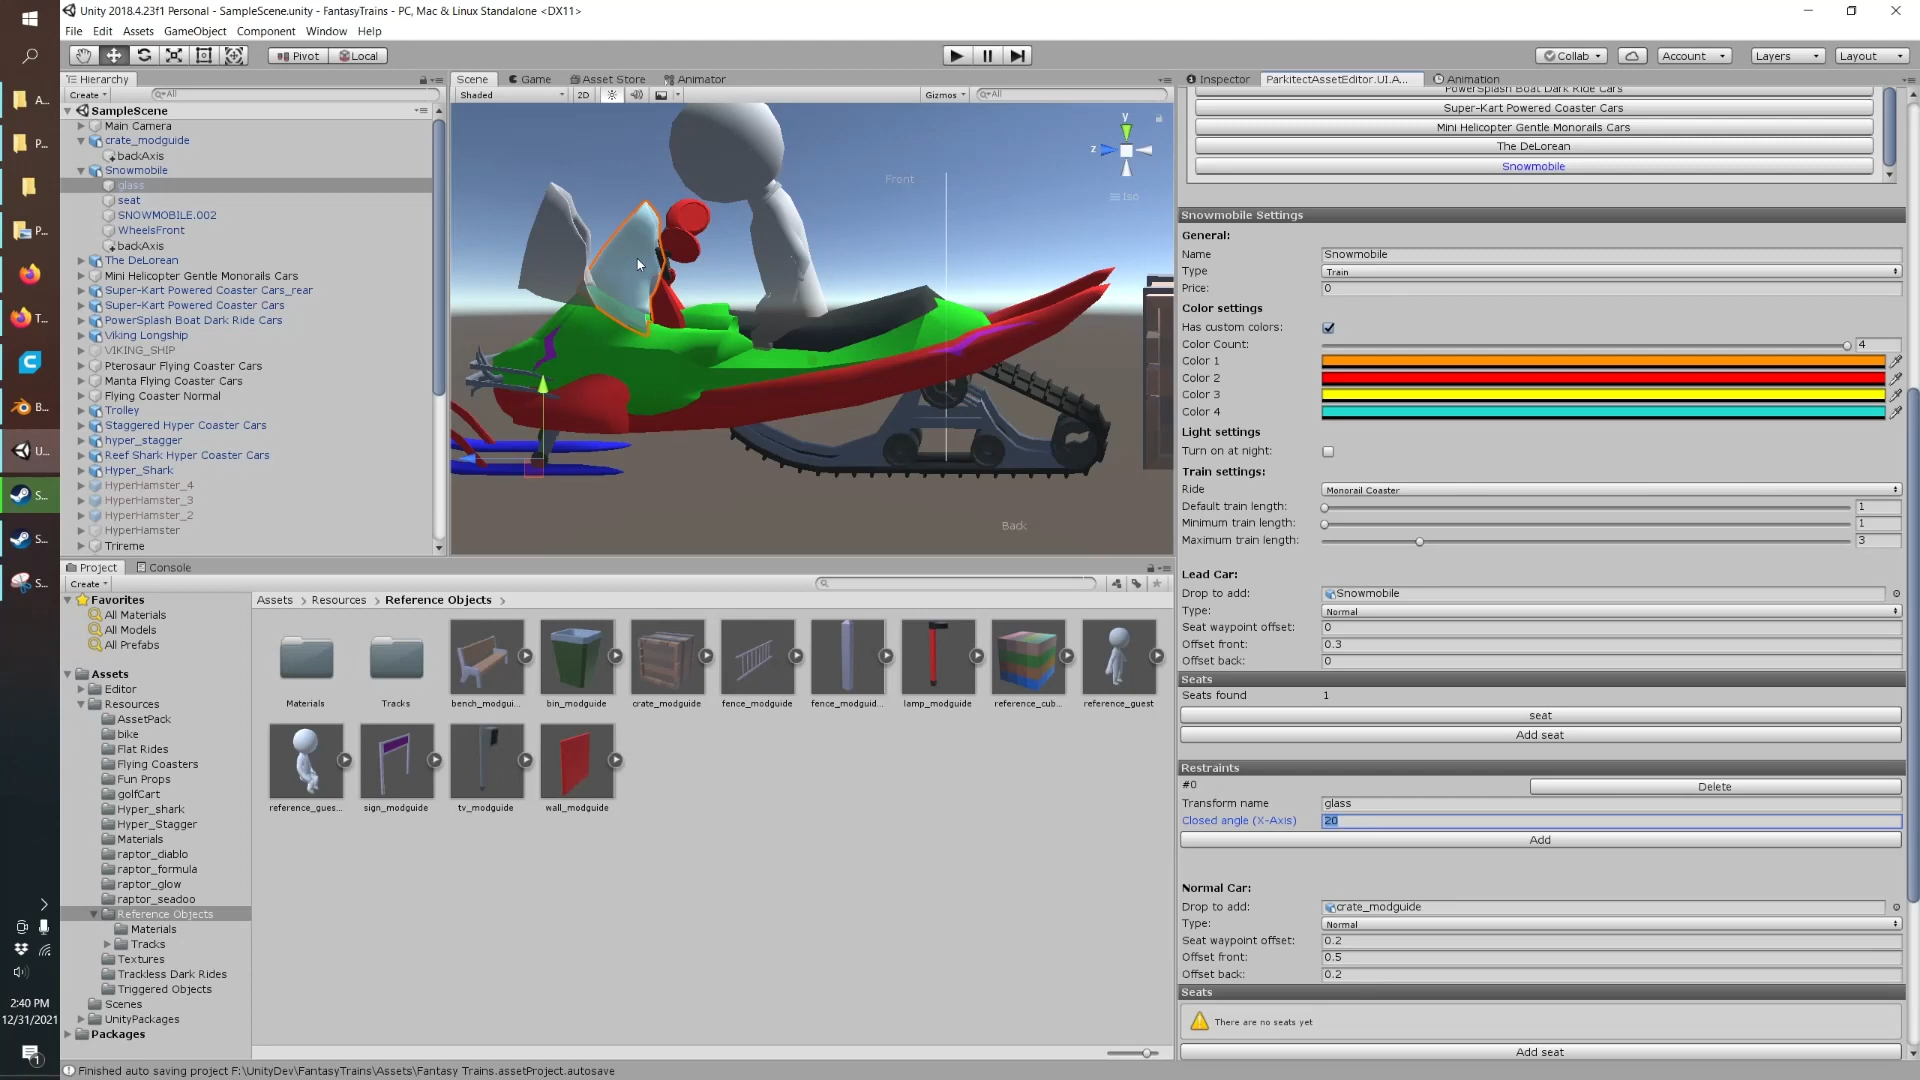 Unity 2018.4.23f1 Personal - SampleScene.unity - FantasyTrains - PC, Mac & Linux Standalone <DX11>
File Edit Assets GameObject Component Window Help
Pivot Local Collab Account Layers Layout
Hierarchy
Create All
SampleScene
Main Camera
crate_modguide
backAxis
Snowmobile
glass
seat
SNOWMOBILE.002
WheelsFront
backAxis
The DeLorean
Mini Helicopter Gentle Monorails Cars
Super-Kart Powered Coaster Cars_rear
Super-Kart Powered Coaster Cars
PowerSplash Boat Dark Ride Cars
Viking Longship
VIKING_SHIP
Pterosaur Flying Coaster Cars
Manta Flying Coaster Cars
Flying Coaster Normal
Trolley
Staggered Hyper Coaster Cars
hyper_stagger
Reef Shark Hyper Coaster Cars
Hyper_Shark
HyperHamster_4
HyperHamster_3
HyperHamster_2
HyperHamster
Trireme
Scene Game Asset Store Animator
Shaded 2D Gizmos All
y
z
Iso
Front
Back
Project Console
Create
Favorites
All Materials
All Models
All Prefabs
Assets
Editor
Resources
AssetPack
bike
Flat Rides
Flying Coasters
Fun Props
golfCart
Hyper_shark
Hyper_Stagger
Materials
raptor_diablo
raptor_formula
raptor_glow
raptor_seadoo
Reference Objects
Materials
Tracks
Textures
Trackless Dark Rides
Triggered Objects
Scenes
UnityPackages
Packages
Assets Resources Reference Objects
Materials Tracks bench_modgui... bin_modguide crate_modguide fence_modguide fence_modguid... lamp_modguide reference_cub... reference_guest
reference_gues... sign_modguide tv_modguide wall_modguide
Inspector ParkitectAssetEditor.UI.A... Animation
PowerSplash Boat Dark Ride Cars
Super-Kart Powered Coaster Cars
Mini Helicopter Gentle Monorails Cars
The DeLorean
Snowmobile
Snowmobile Settings
General:
Name Snowmobile
Type Train
Price: 0
Color settings
Has custom colors:
Color Count: 4
Color 1
Color 2
Color 3
Color 4
Light settings
Turn on at night:
Train settings:
Ride Monorail Coaster
Default train length: 1
Minimum train length: 1
Maximum train length: 3
Lead Car:
Drop to add: Snowmobile
Type: Normal
Seat waypoint offset: 0
Offset front: 0.3
Offset back: 0
Seats
Seats found 1
seat
Add seat
Restraints
#0 Delete
Transform name glass
Closed angle (X-Axis) 20
Add
Normal Car:
Drop to add: crate_modguide
Type: Normal
Seat waypoint offset: 0.2
Offset front: 0.5
Offset back: 0.2
Seats
There are no seats yet
Add seat
A...
P...
P...
T...
B...
U...
S...
S...
S...
2:40 PM
12/31/2021
1
Finished auto saving project F:\UnityDev\FantasyTrains\Assets\Fantasy Trains.assetProject.autosave